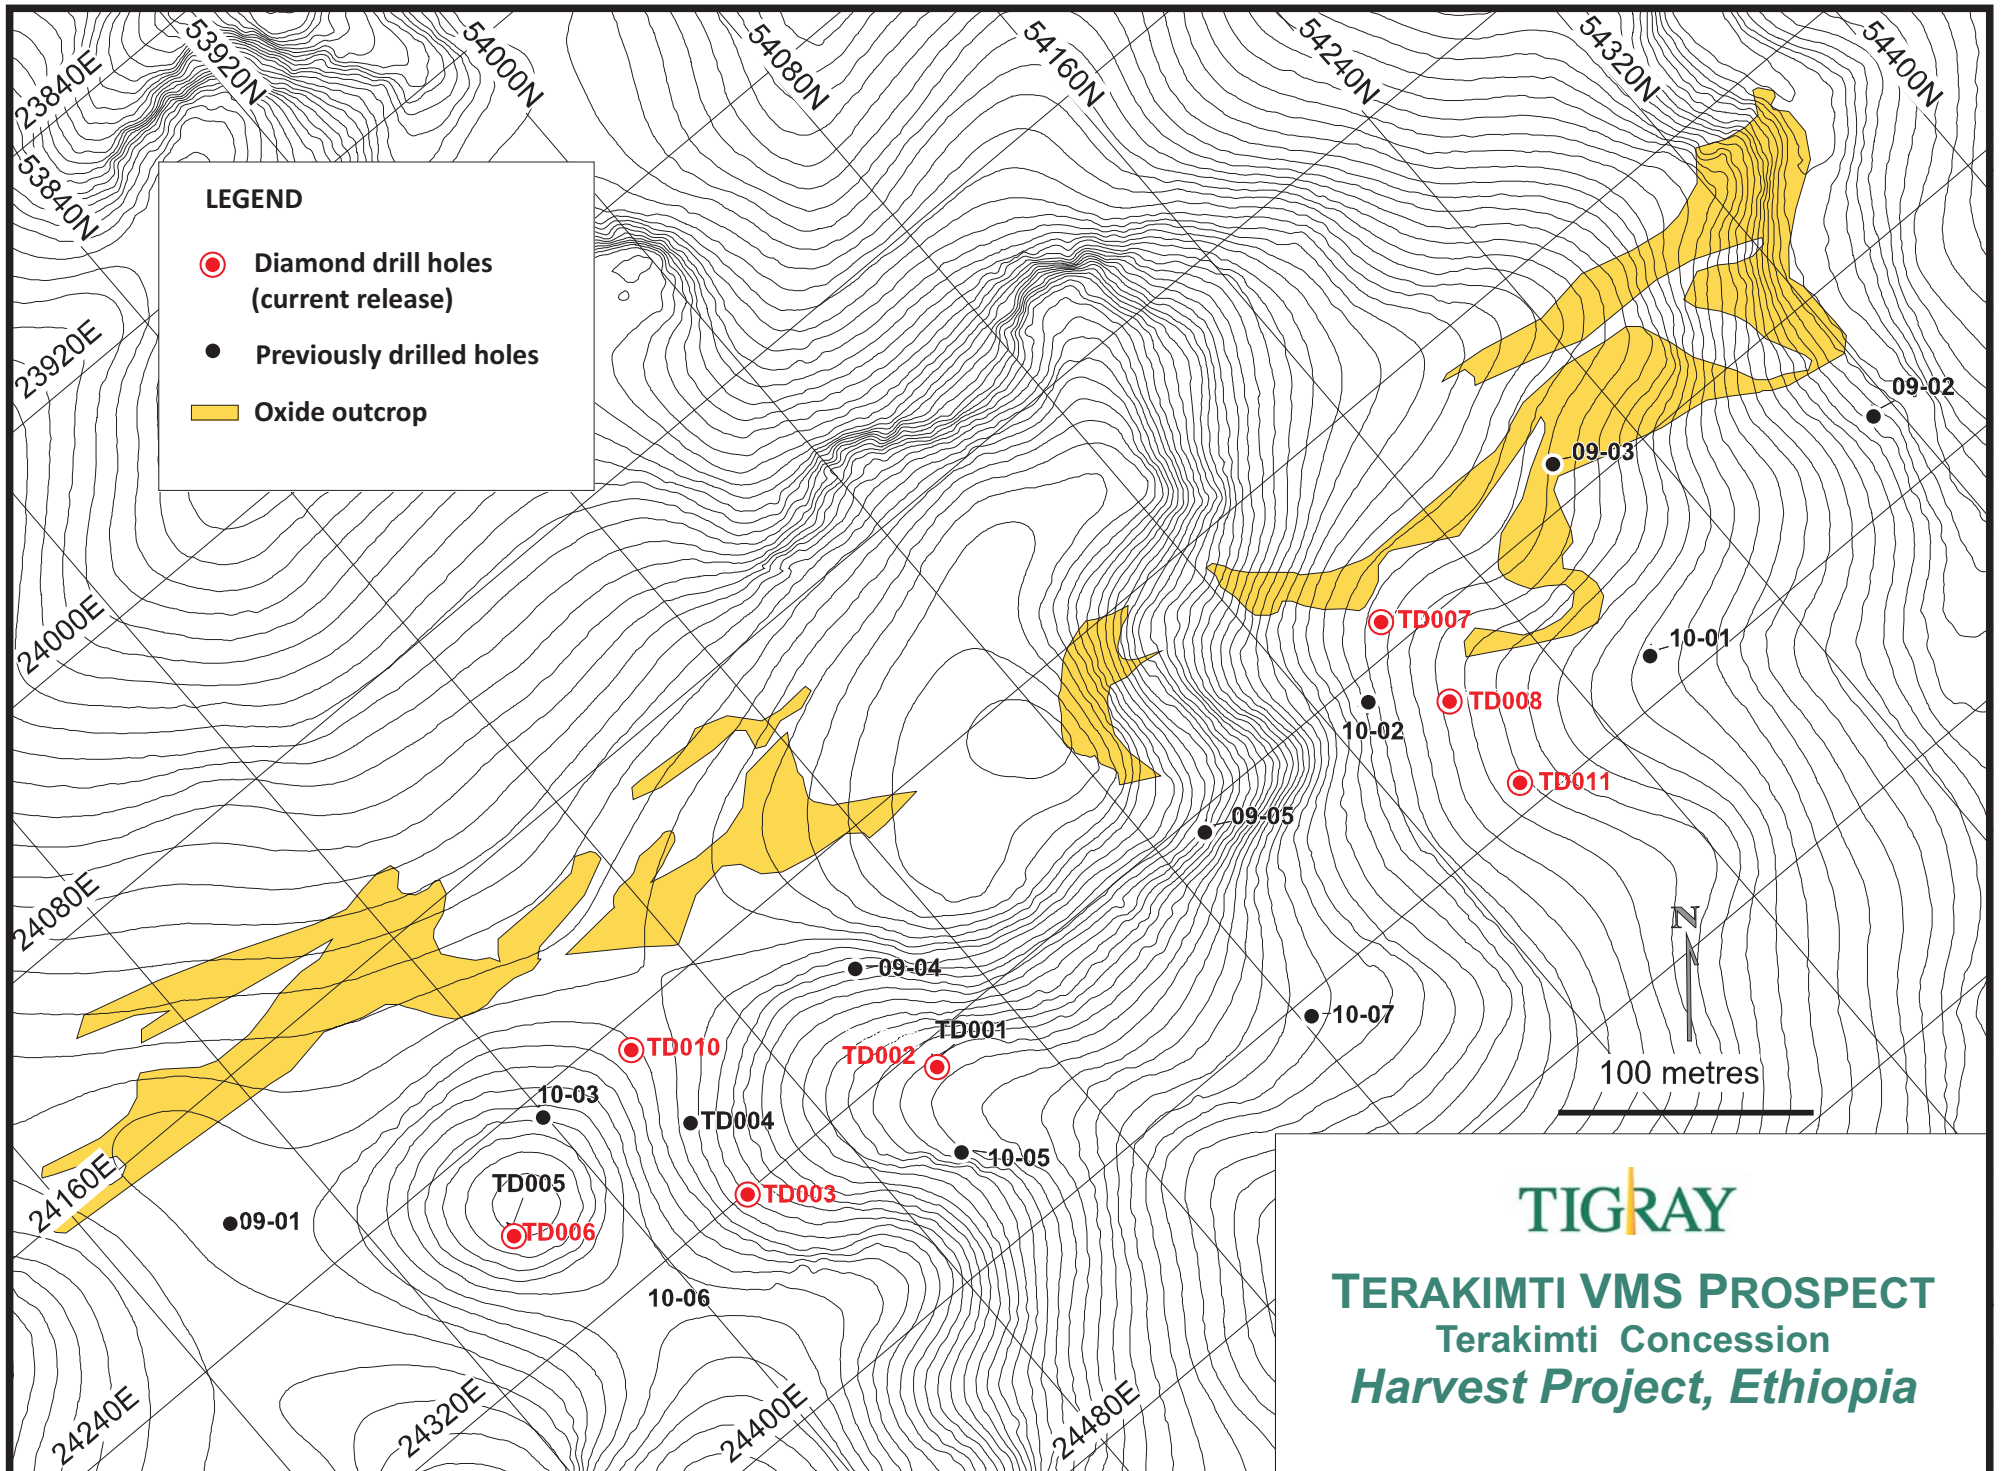 53920N
54000N
54080N
54160N
54240N
54320N
54400N
23840E
53840N
LEGEND
Diamond drill holes
(current release)
Previously drilled holes
Oxide outcrop
23920E
09-02
09-03
24000E
TD007
10-01
TD008
10-02
TD011
09-05
24080E
N
09-04
10-07
TD001
TD002
TD010
100 metres
10-03
TD004
10-05
24160E
TD005
TD003
09-01
TD006
10-06
TIGRAY
TERAKIMTI VMS PROSPECT
Terakimti Concession
Harvest Project, Ethiopia
24240E
24320E
24400E
24480E